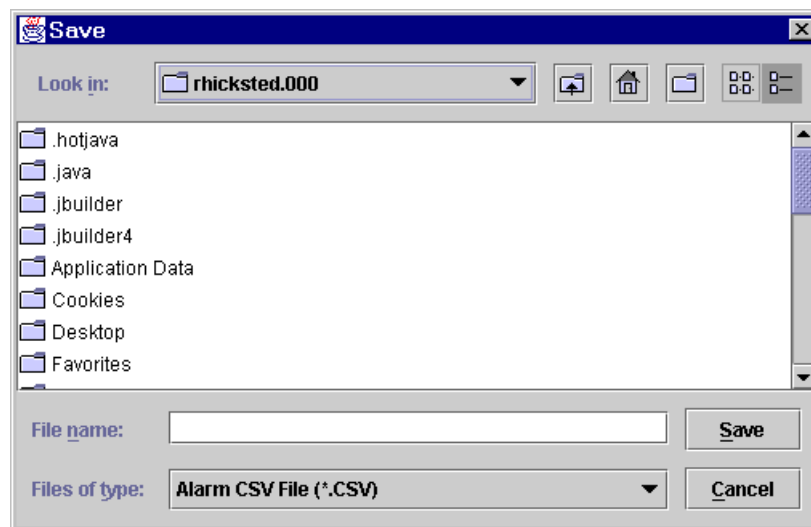 Save
Look in:
rhicksted.000
.hotjava
.java
.jbuilder
.jbuilder4
Application Data
Cookies
Desktop
Favorites
File name:
Save
Files of type:
Alarm CSV File (*.CSV)
Cancel